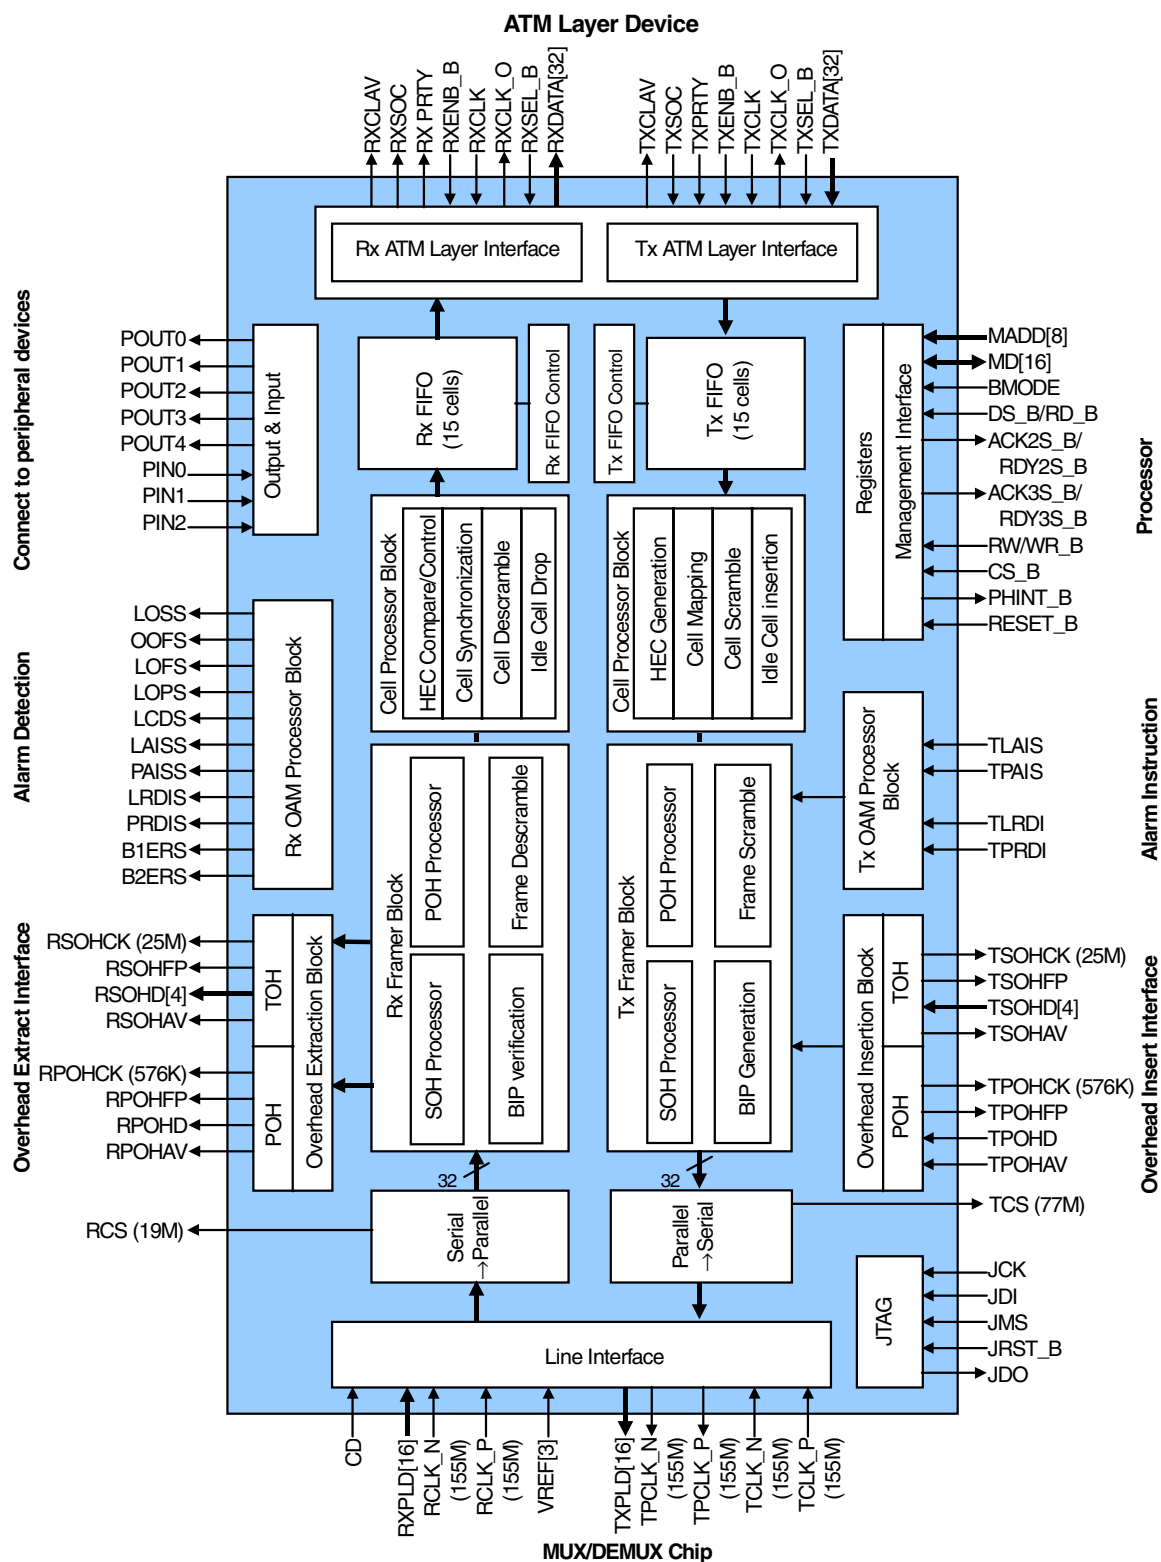 ATM Layer Device
RXCLAV
RXSOC
RX PRTY
RXENB_B
RXCLK
RXCLK_O
RXSEL_B
RXDATA[32]
TXCLAV
TXSOC
TXPRTY
TXENB_B
TXCLK
TXCLK_O
TXSEL_B
TXDATA[32]
Rx ATM Layer Interface
Tx ATM Layer Interface
Connect to peripheral devices
POUT0
POUT1
POUT2
POUT3
POUT4
PIN0
PIN1
PIN2
Output & Input
Rx FIFO
(15 cells)
Rx FIFO Control
Tx FIFO Control
Tx FIFO
(15 cells)
Registers
Management Interface
MADD[8]
MD[16]
BMODE
DS_B/RD_B
ACK2S_B/
RDY2S_B
ACK3S_B/
RDY3S_B
RW/WR_B
CS_B
PHINT_B
RESET_B
Processor
Cell Processor Block
HEC Compare/Control
Cell Synchronization
Cell Descramble
Idle Cell Drop
Cell Processor Block
HEC Generation
Cell Mapping
Cell Scramble
Idle Cell insertion
Alarm Detection
LOSS
OOFS
LOFS
LOPS
LCDS
LAISS
PAISS
LRDIS
PRDIS
B1ERS
B2ERS
Rx OAM Processor Block
Rx Framer Block
POH Processor
Frame Descramble
SOH Processor
BIP verification
Tx Framer Block
POH Processor
Frame Scramble
SOH Processor
BIP Generation
Tx OAM Processor
Block
TLAIS
TPAIS
TLRDI
TPRDI
Alarm Instruction
Overhead Extract Interface
RSOHCK (25M)
RSOHFP
RSOHD[4]
RSOHAV
RPOHCK (576K)
RPOHFP
RPOHD
RPOHAV
TOH
POH
Overhead Extraction Block
Overhead Insertion Block
TOH
POH
TSOHCK (25M)
TSOHFP
TSOHD[4]
TSOHAV
TPOHCK (576K)
TPOHFP
TPOHD
TPOHAV
Overhead Insert Interface
32
32
RCS (19M)
Serial
→Parallel
Parallel
→Serial
TCS (77M)
JTAG
JCK
JDI
JMS
JRST_B
JDO
Line Interface
CD
RXPLD[16]
RCLK_N
(155M)
RCLK_P
(155M)
VREF[3]
TXPLD[16]
TPCLK_N
(155M)
TPCLK_P
(155M)
TCLK_N
(155M)
TCLK_P
(155M)
MUX/DEMUX Chip